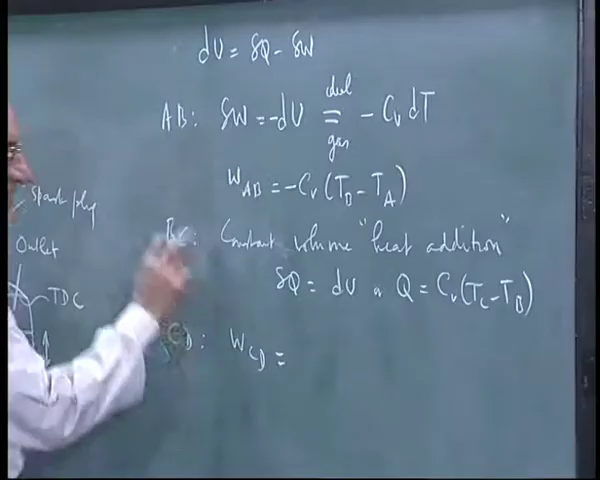 dU = δQ - δW
ideal
AB: δW = -dU = - Cv dT
gas
W_AB = -Cv (T_B - T_A)
Spark plug
BC: Constant volume "heat addition"
Outlet
δQ = dU or Q = Cv (T_C - T_B)
TDC
CD: W_CD =